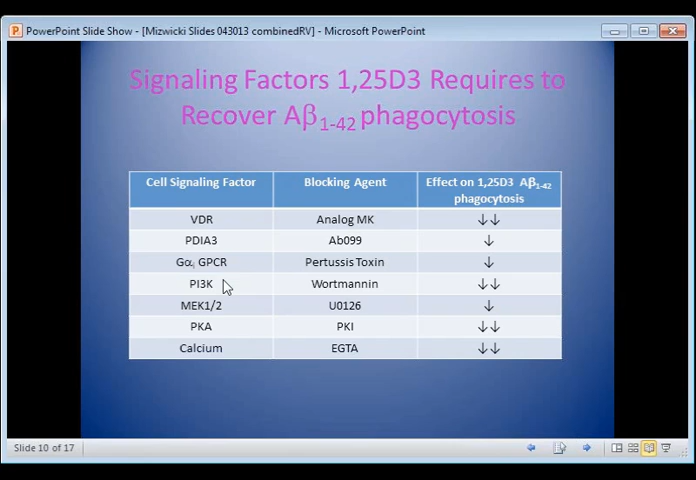 PowerPoint Slide Show - [Mizwicki Slides 043013 combinedRV] - Microsoft PowerPoint
Signaling Factors 1,25D3 Requires to
Recover Aβ1-42 phagocytosis
Cell Signaling Factor Blocking Agent Effect on 1,25D3 Aβ1-42
phagocytosis
VDR Analog MK ↓↓
PDIA3 Ab099 ↓
Gαi GPCR Pertussis Toxin ↓
PI3K Wortmannin ↓↓
MEK1/2 U0126 ↓
PKA PKI ↓↓
Calcium EGTA ↓↓
Slide 10 of 17